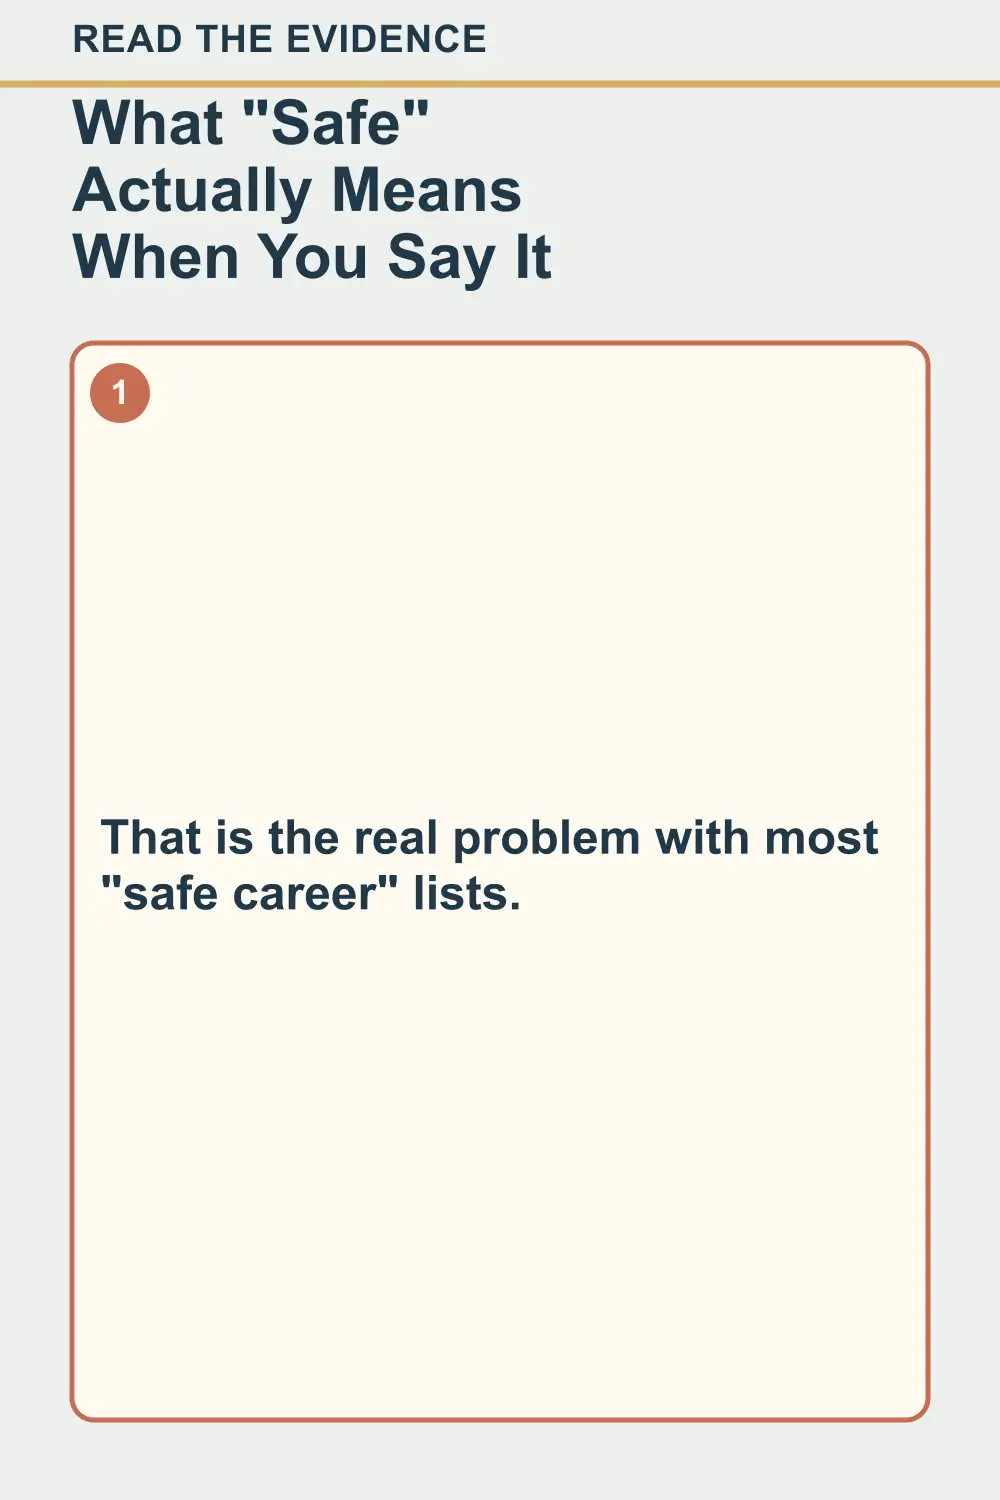 READ THE EVIDENCE
What "Safe"
Actually Means
When You Say It
1
That is the real problem with most
"safe career" lists.